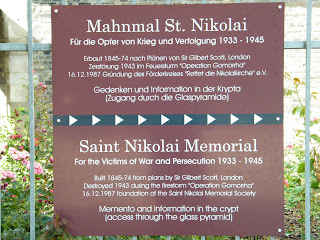 Mahnmal St. Nikolai
Für die Opfer von Krieg und Verfolgung 1933 - 1945
Erbaut 1845-74 nach Plänen von Sir Gilbert Scott, London
Zerstörung 1943 im Feuersturm "Operation Gomorrha"
16.12.1987 Gründung des Förderkreises "Rettet die Nikolaikirche" e.V.
Gedenken und Information in der Krypta
(Zugang durch die Glaspyramide)
Saint Nikolai Memorial
For the Victims of War and Persecution 1933 - 1945
Built 1845-74 from plans by Sir Gilbert Scott, London
Destroyed 1943 during the firestorm "Operation Gomorrha"
16.12.1987 foundation of the Saint Nikolai Memorial Society
Memento and information in the crypt
(access through the glass pyramid)